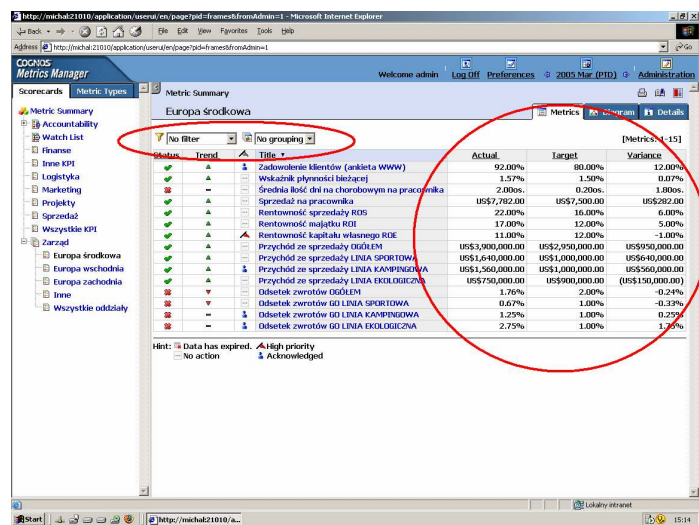 http://michal:21010/application/userui/en/page?pid=frames&fromAdmin=1 - Microsoft Internet Explorer
Back
File Edit View Favorites Tools Help
Address http://michal:21010/application/userui/en/page?pid=frames&fromAdmin=1 Go
COGNOS
Metrics Manager
Welcome admin Log Off Preferences 2005 Mar (PTD) Administration
Scorecards Metric Types
Metric Summary
Accountability
Watch List
Finanse
Inne KPI
Logistyka
Marketing
Projekty
Sprzedaż
Wszystkie KPI
Zarząd
Europa środkowa
Europa wschodnia
Europa zachodnia
Inne
Wszystkie oddziały
Metric Summary
Europa środkowa
Metrics Diagram Details
No filter No grouping [Metrics: 1-15]
Status Trend Title Actual Target Variance
Zadowolenie klientów (ankieta WWW) 92.00% 80.00% 12.00%
Wskaźnik płynności bieżącej 1.57% 1.50% 0.07%
Średnia ilość dni na chorobowym na pracownika 2.00os. 0.20os. 1.80os.
Sprzedaż na pracownika US$7,782.00 US$7,500.00 US$282.00
Rentowność sprzedaży ROS 22.00% 16.00% 6.00%
Rentowność majątku ROI 17.00% 12.00% 5.00%
Rentowność kapitału własnego ROE 11.00% 12.00% -1.00%
Przychód ze sprzedaży OGÓŁEM US$3,900,000.00 US$2,950,000.00 US$950,000.00
Przychód ze sprzedaży LINIA SPORTOWA US$1,640,000.00 US$1,000,000.00 US$640,000.00
Przychód ze sprzedaży LINIA KAMPINGOWA US$1,560,000.00 US$1,000,000.00 US$560,000.00
Przychód ze sprzedaży LINIA EKOLOGICZNA US$750,000.00 US$900,000.00 (US$150,000.00)
Odsetek zwrotów OGÓŁEM 1.76% 2.00% -0.24%
Odsetek zwrotów GO LINIA SPORTOWA 0.67% 1.00% -0.33%
Odsetek zwrotów GO LINIA KAMPINGOWA 1.25% 1.00% 0.25%
Odsetek zwrotów GO LINIA EKOLOGICZNA 2.75% 1.00% 1.75%
Hint: Data has expired. High priority
No action Acknowledged
Lokalny intranet
Start http://michal:21010/a... 15:14